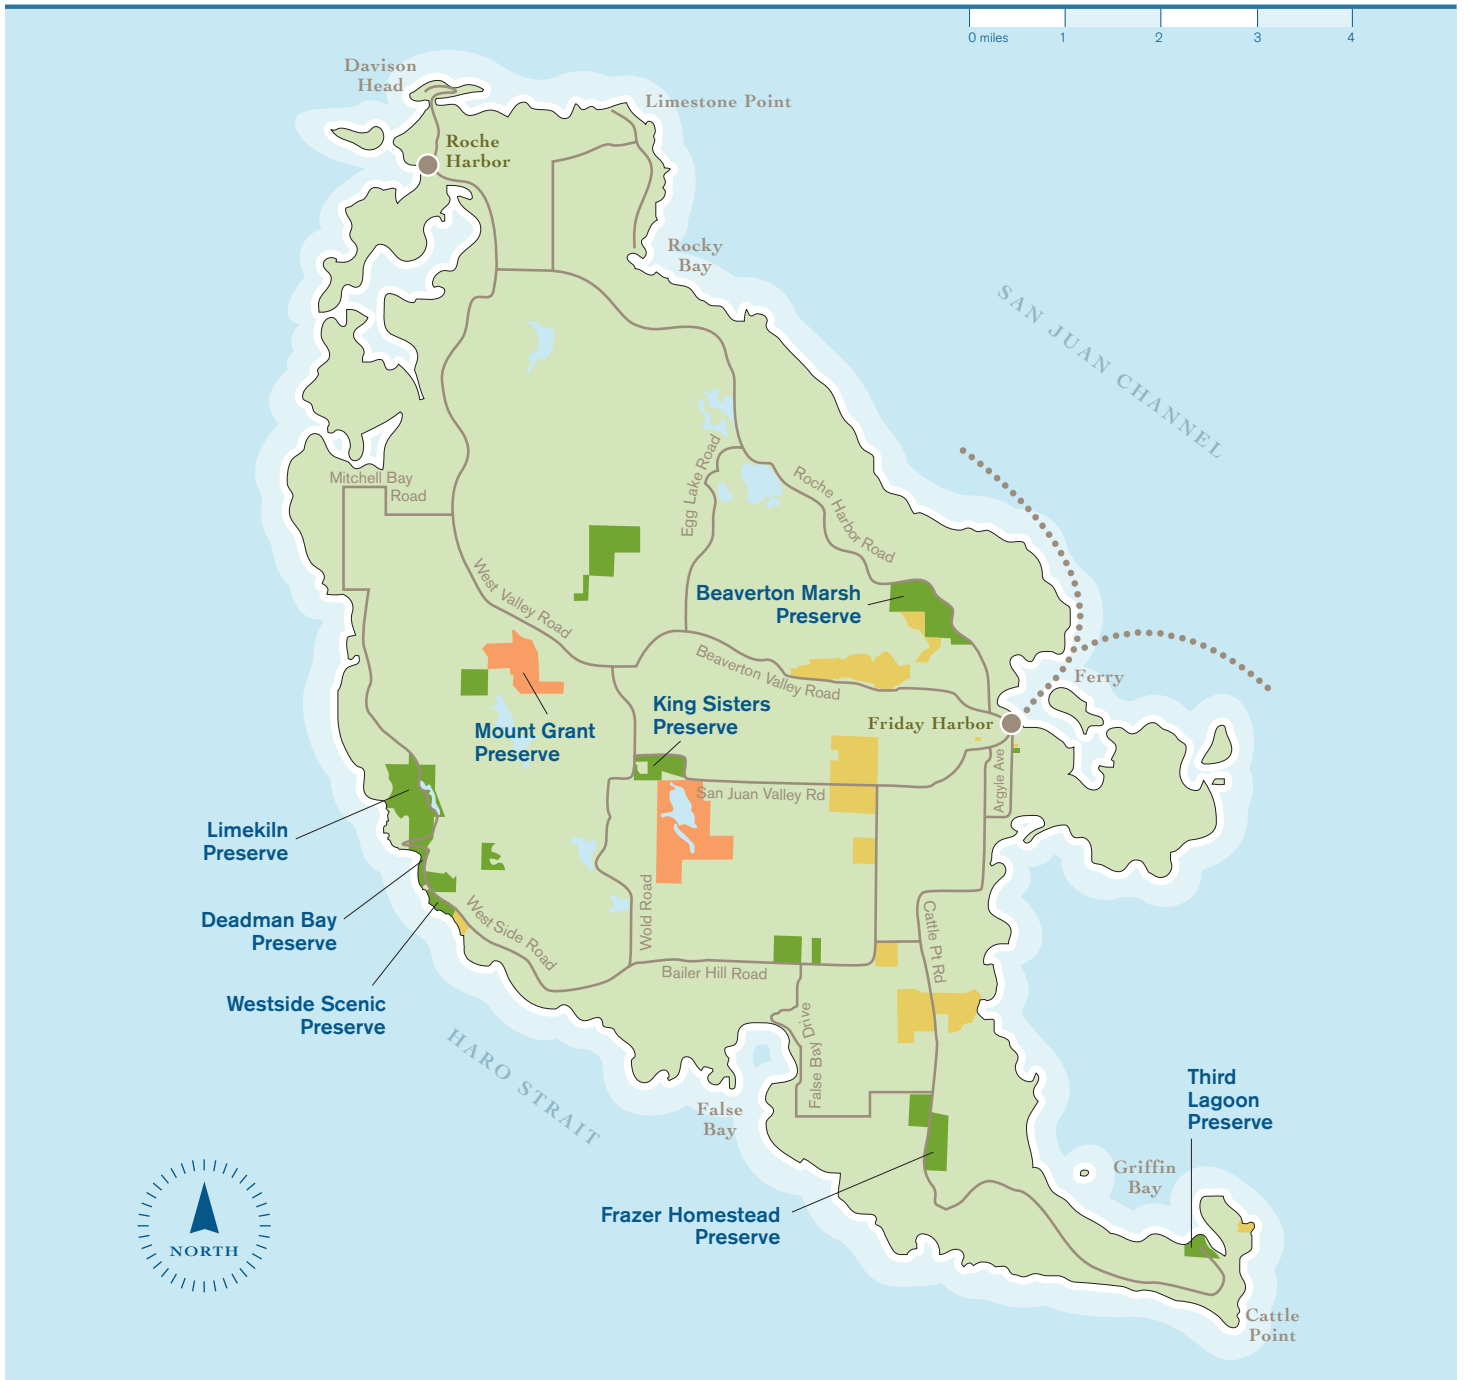 0 miles 1 2 3 4
Davison
Head
Limestone Point
Roche
Harbor
Rocky
Bay
SAN JUAN CHANNEL
Mitchell Bay
Road
Egg Lake Road
Roche Harbor Road
West Valley Road
Beaverton Marsh
Preserve
Beaverton Valley Road
Ferry
King Sisters
Preserve
Friday Harbor
Mount Grant
Preserve
Argyle Ave
San Juan Valley Rd
Limekiln
Preserve
Wold Road
Deadman Bay
Preserve
West Side Road
Cattle Pt Rd
Bailer Hill Road
Westside Scenic
Preserve
HARO STRAIT
False Bay Drive
False
Bay
Third
Lagoon
Preserve
Griffin
Bay
Frazer Homestead
Preserve
NORTH
Cattle
Point